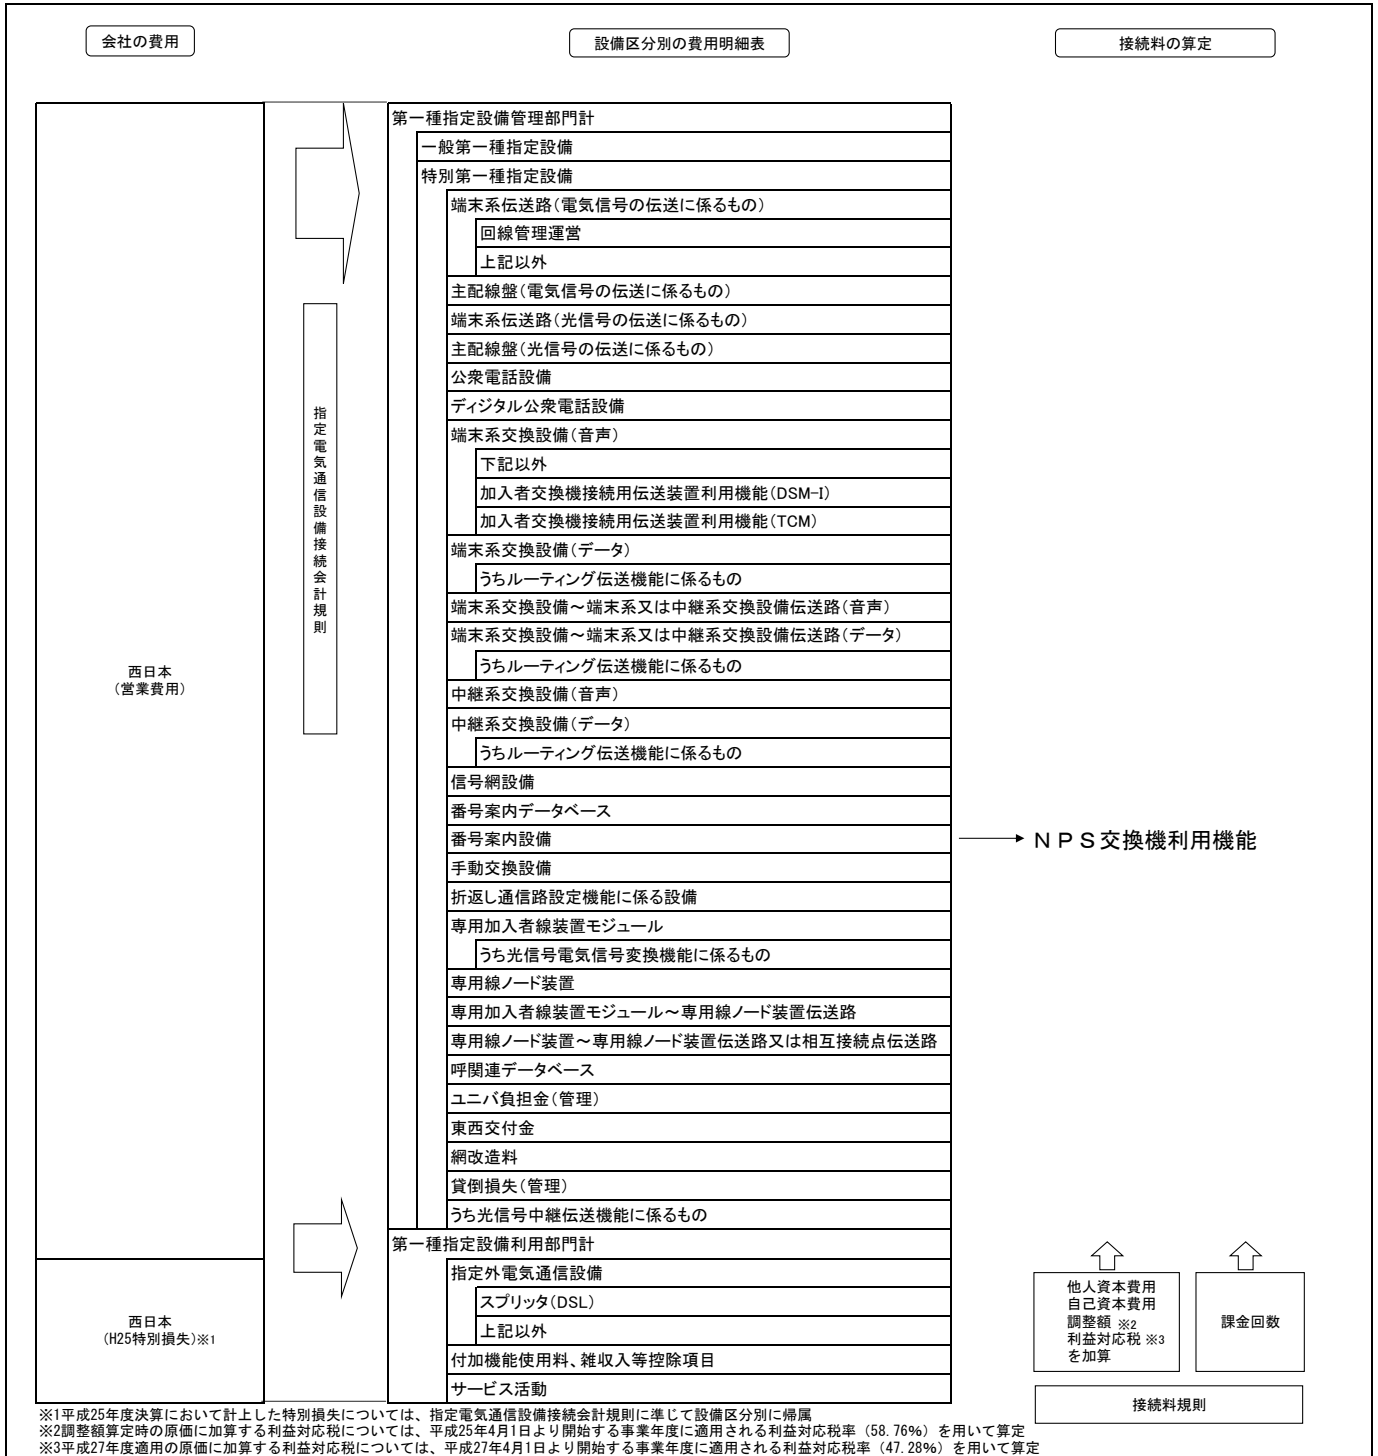 会社の費用
設備区分別の費用明細表
接続料の算定
第一種指定設備管理部門計
一般第一種指定設備
特別第一種指定設備
端末系伝送路(電気信号の伝送に係るもの)
回線管理運営
上記以外
主配線盤(電気信号の伝送に係るもの)
端末系伝送路(光信号の伝送に係るもの)
主配線盤(光信号の伝送に係るもの)
公衆電話設備
ディジタル公衆電話設備
端末系交換設備(音声)
下記以外
加入者交換機接続用伝送装置利用機能(DSM-I)
加入者交換機接続用伝送装置利用機能(TCM)
端末系交換設備(データ)
うちルーティング伝送機能に係るもの
端末系交換設備~端末系又は中継系交換設備伝送路(音声)
端末系交換設備~端末系又は中継系交換設備伝送路(データ)
うちルーティング伝送機能に係るもの
中継系交換設備(音声)
中継系交換設備(データ)
うちルーティング伝送機能に係るもの
信号網設備
番号案内データベース
番号案内設備
手動交換設備
折返し通信路設定機能に係る設備
専用加入者線装置モジュール
うち光信号電気信号変換機能に係るもの
専用線ノード装置
専用加入者線装置モジュール~専用線ノード装置伝送路
専用線ノード装置~専用線ノード装置伝送路又は相互接続点伝送路
呼関連データベース
ユニバ負担金(管理)
東西交付金
網改造料
貸倒損失(管理)
うち光信号中継伝送機能に係るもの
第一種指定設備利用部門計
指定外電気通信設備
スプリッタ(DSL)
上記以外
付加機能使用料、雑収入等控除項目
サービス活動
指定電気通信設備接続会計規則
西日本
(営業費用)
西日本
(H25特別損失)※1
NPS交換機利用機能
他人資本費用
自己資本費用
調整額 ※2
利益対応税 ※3
を加算
課金回数
接続料規則
※1平成25年度決算において計上した特別損失については、指定電気通信設備接続会計規則に準じて設備区分別に帰属
※2調整額算定時の原価に加算する利益対応税については、平成25年4月1日より開始する事業年度に適用される利益対応税率(58.76%)を用いて算定
※3平成27年度適用の原価に加算する利益対応税については、平成27年4月1日より開始する事業年度に適用される利益対応税率(47.28%)を用いて算定